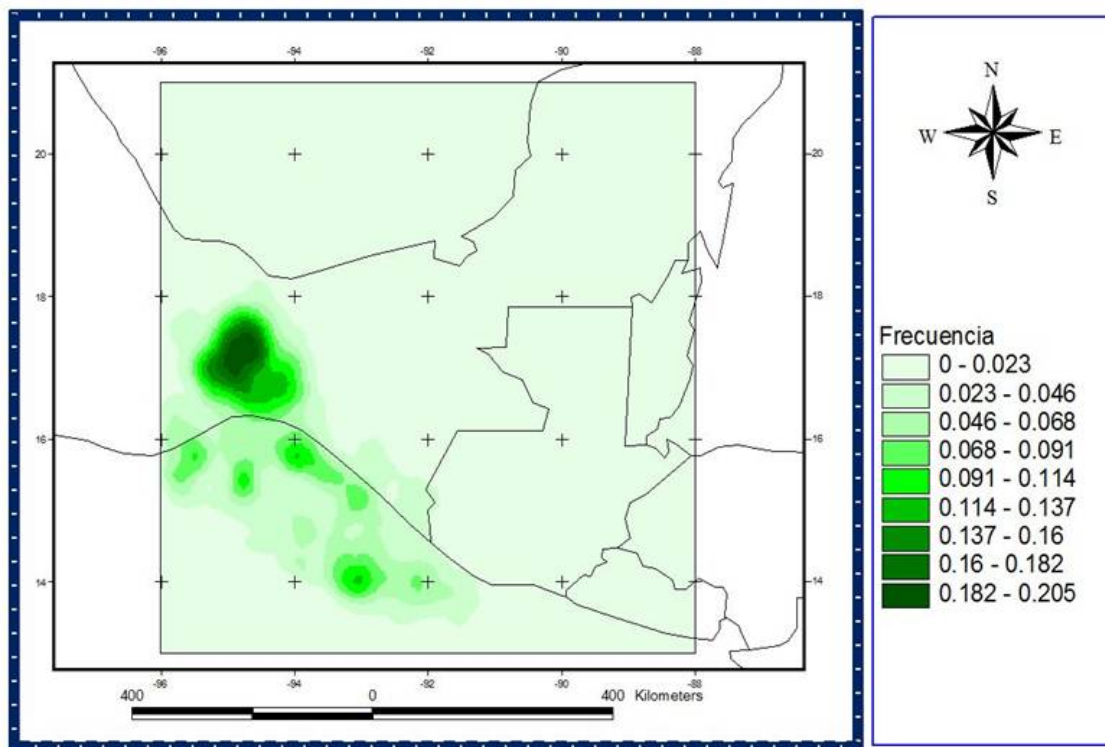 -96 -94 -92 -90 -88
20 20
18 18
16 16
14 14
-96 -94 -92 -90 -88
400 0 400 Kilometers
N
W E
S
Frecuencia
0 - 0.023
0.023 - 0.046
0.046 - 0.068
0.068 - 0.091
0.091 - 0.114
0.114 - 0.137
0.137 - 0.16
0.16 - 0.182
0.182 - 0.205